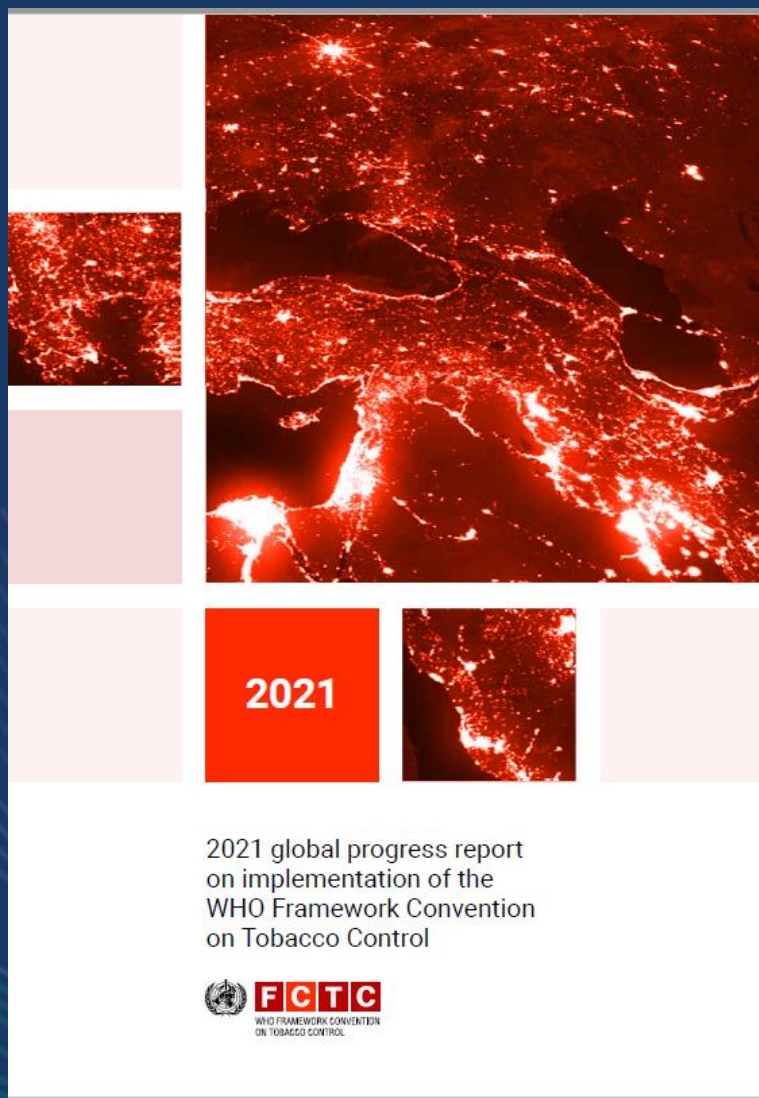 2021
2021 global progress report
on implementation of the
WHO Framework Convention
on Tobacco Control
FCTC
WHO FRAMEWORK CONVENTION
ON TOBACCO CONTROL